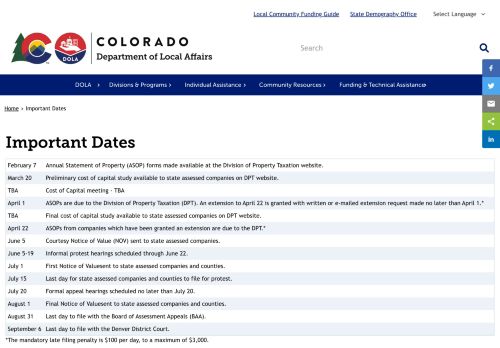 Local Community Funding Guide State Demography Office Select Language
COLORADO
Department of Local Affairs
DOLA
Search
DOLA Divisions & Programs Individual Assistance Community Resources Funding & Technical Assistance
Home › Important Dates
Important Dates
February 7 Annual Statement of Property (ASOP) forms made available at the Division of Property Taxation website.
March 20 Preliminary cost of capital study available to state assessed companies on DPT website.
TBA Cost of Capital meeting - TBA
April 1 ASOPs are due to the Division of Property Taxation (DPT). An extension to April 22 is granted with written or e-mailed extension request made no later than April 1.*
TBA Final cost of capital study available to state assessed companies on DPT website.
April 22 ASOPs from companies which have been granted an extension are due to the DPT.*
June 5 Courtesy Notice of Value (NOV) sent to state assessed companies.
June 5-19 Informal protest hearings scheduled through June 22.
July 1 First Notice of Valuesent to state assessed companies and counties.
July 15 Last day for state assessed companies and counties to file for protest.
July 20 Formal appeal hearings scheduled no later than July 20.
August 1 Final Notice of Valuesent to state assessed companies and counties.
August 31 Last day to file with the Board of Assessment Appeals (BAA).
September 6 Last day to file with the Denver District Court.
*The mandatory late filing penalty is $100 per day, to a maximum of $3,000.